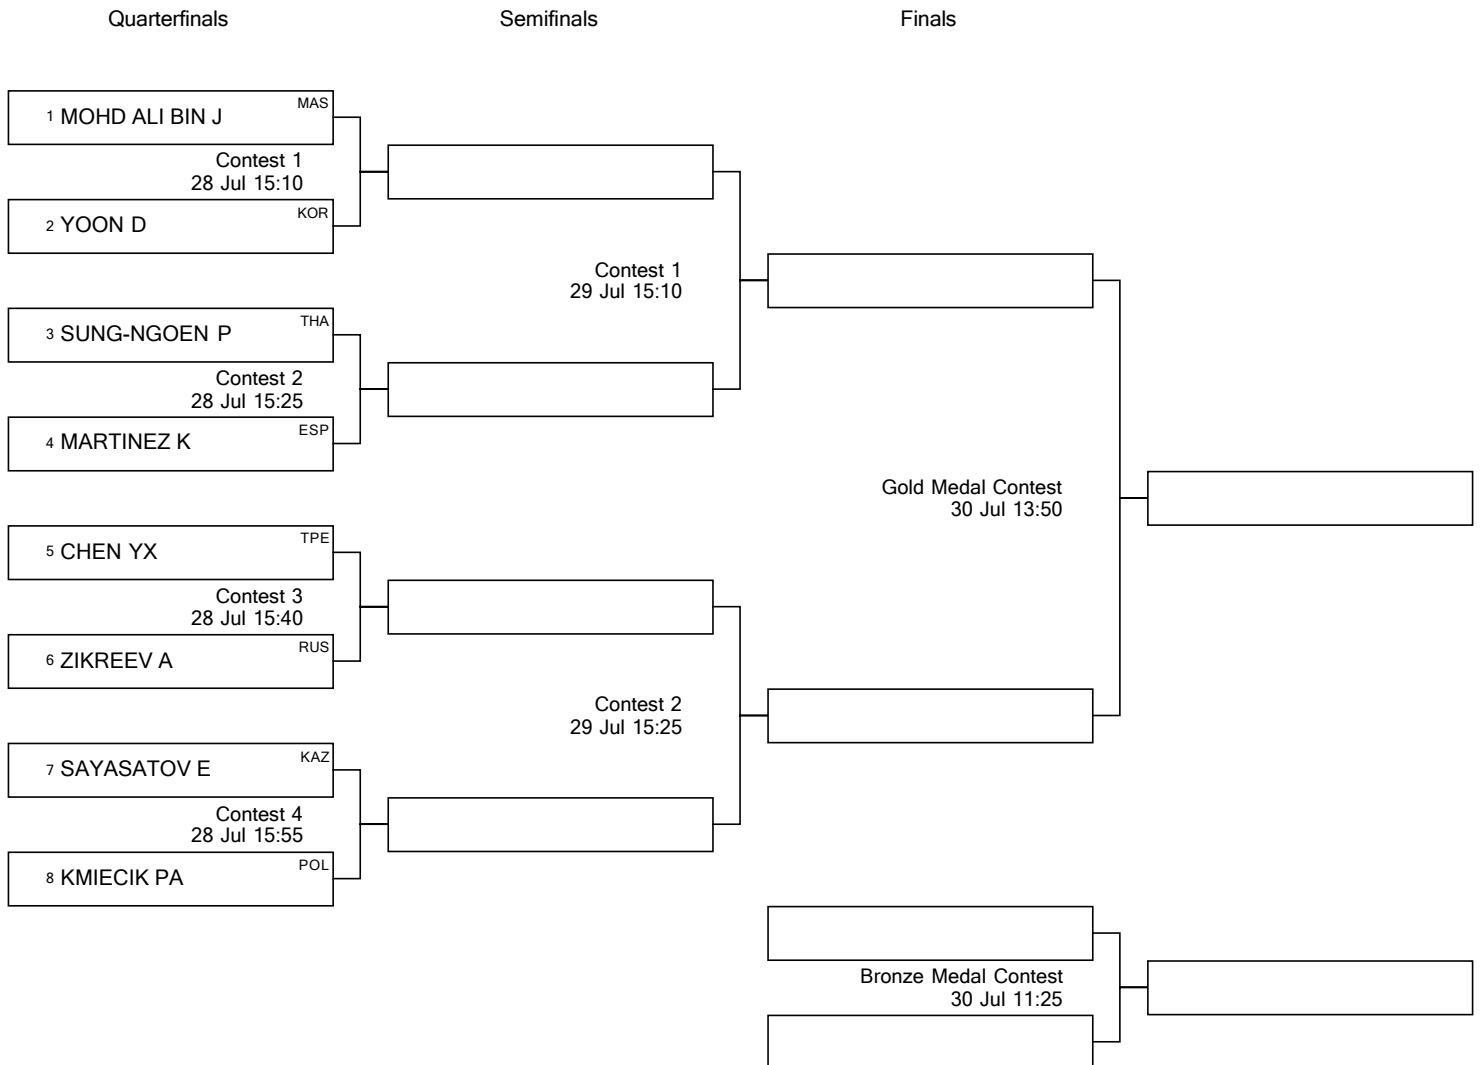 Quarterfinals Semifinals Finals
MAS
1 MOHD ALI BIN J
Contest 1
28 Jul 15:10
KOR
2 YOON D
Contest 1
29 Jul 15:10
THA
3 SUNG-NGOEN P
Contest 2
28 Jul 15:25
ESP
4 MARTINEZ K
Gold Medal Contest
30 Jul 13:50
TPE
5 CHEN YX
Contest 3
28 Jul 15:40
RUS
6 ZIKREEV A
Contest 2
29 Jul 15:25
KAZ
7 SAYASATOV E
Contest 4
28 Jul 15:55
POL
8 KMIECIK PA
Bronze Medal Contest
30 Jul 11:25